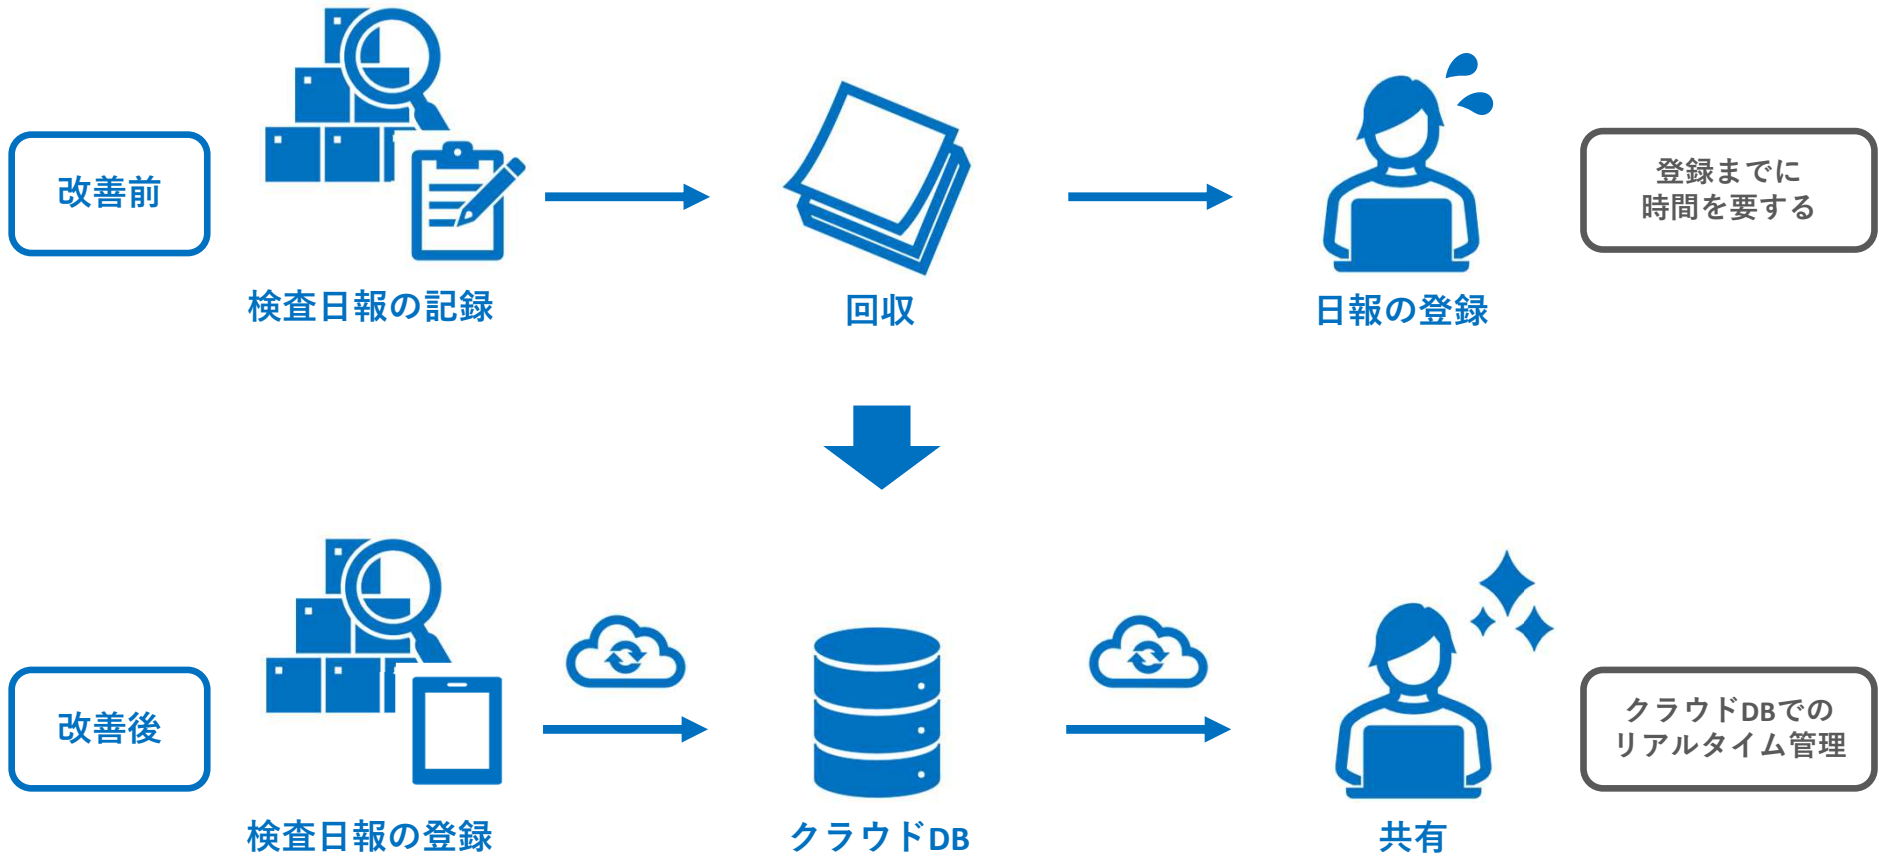 改善前
検査日報の記録
回収
日報の登録
登録までに
時間を要する
改善後
検査日報の登録
クラウドDB
共有
クラウドDBでの
リアルタイム管理